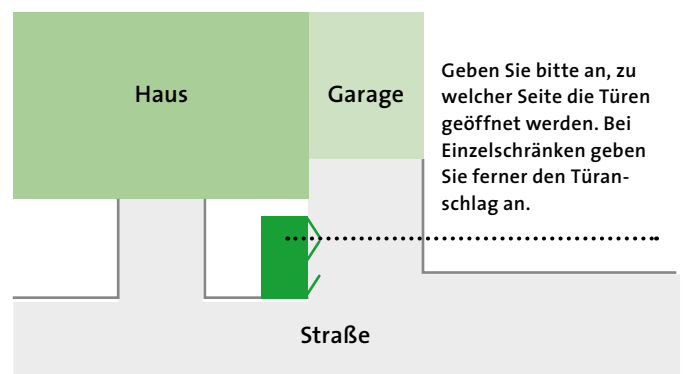 Haus
Garage
Geben Sie bitte an, zu
welcher Seite die Türen
geöffnet werden. Bei
Einzelschränken geben
Sie ferner den Türan-
schlag an.
Straße